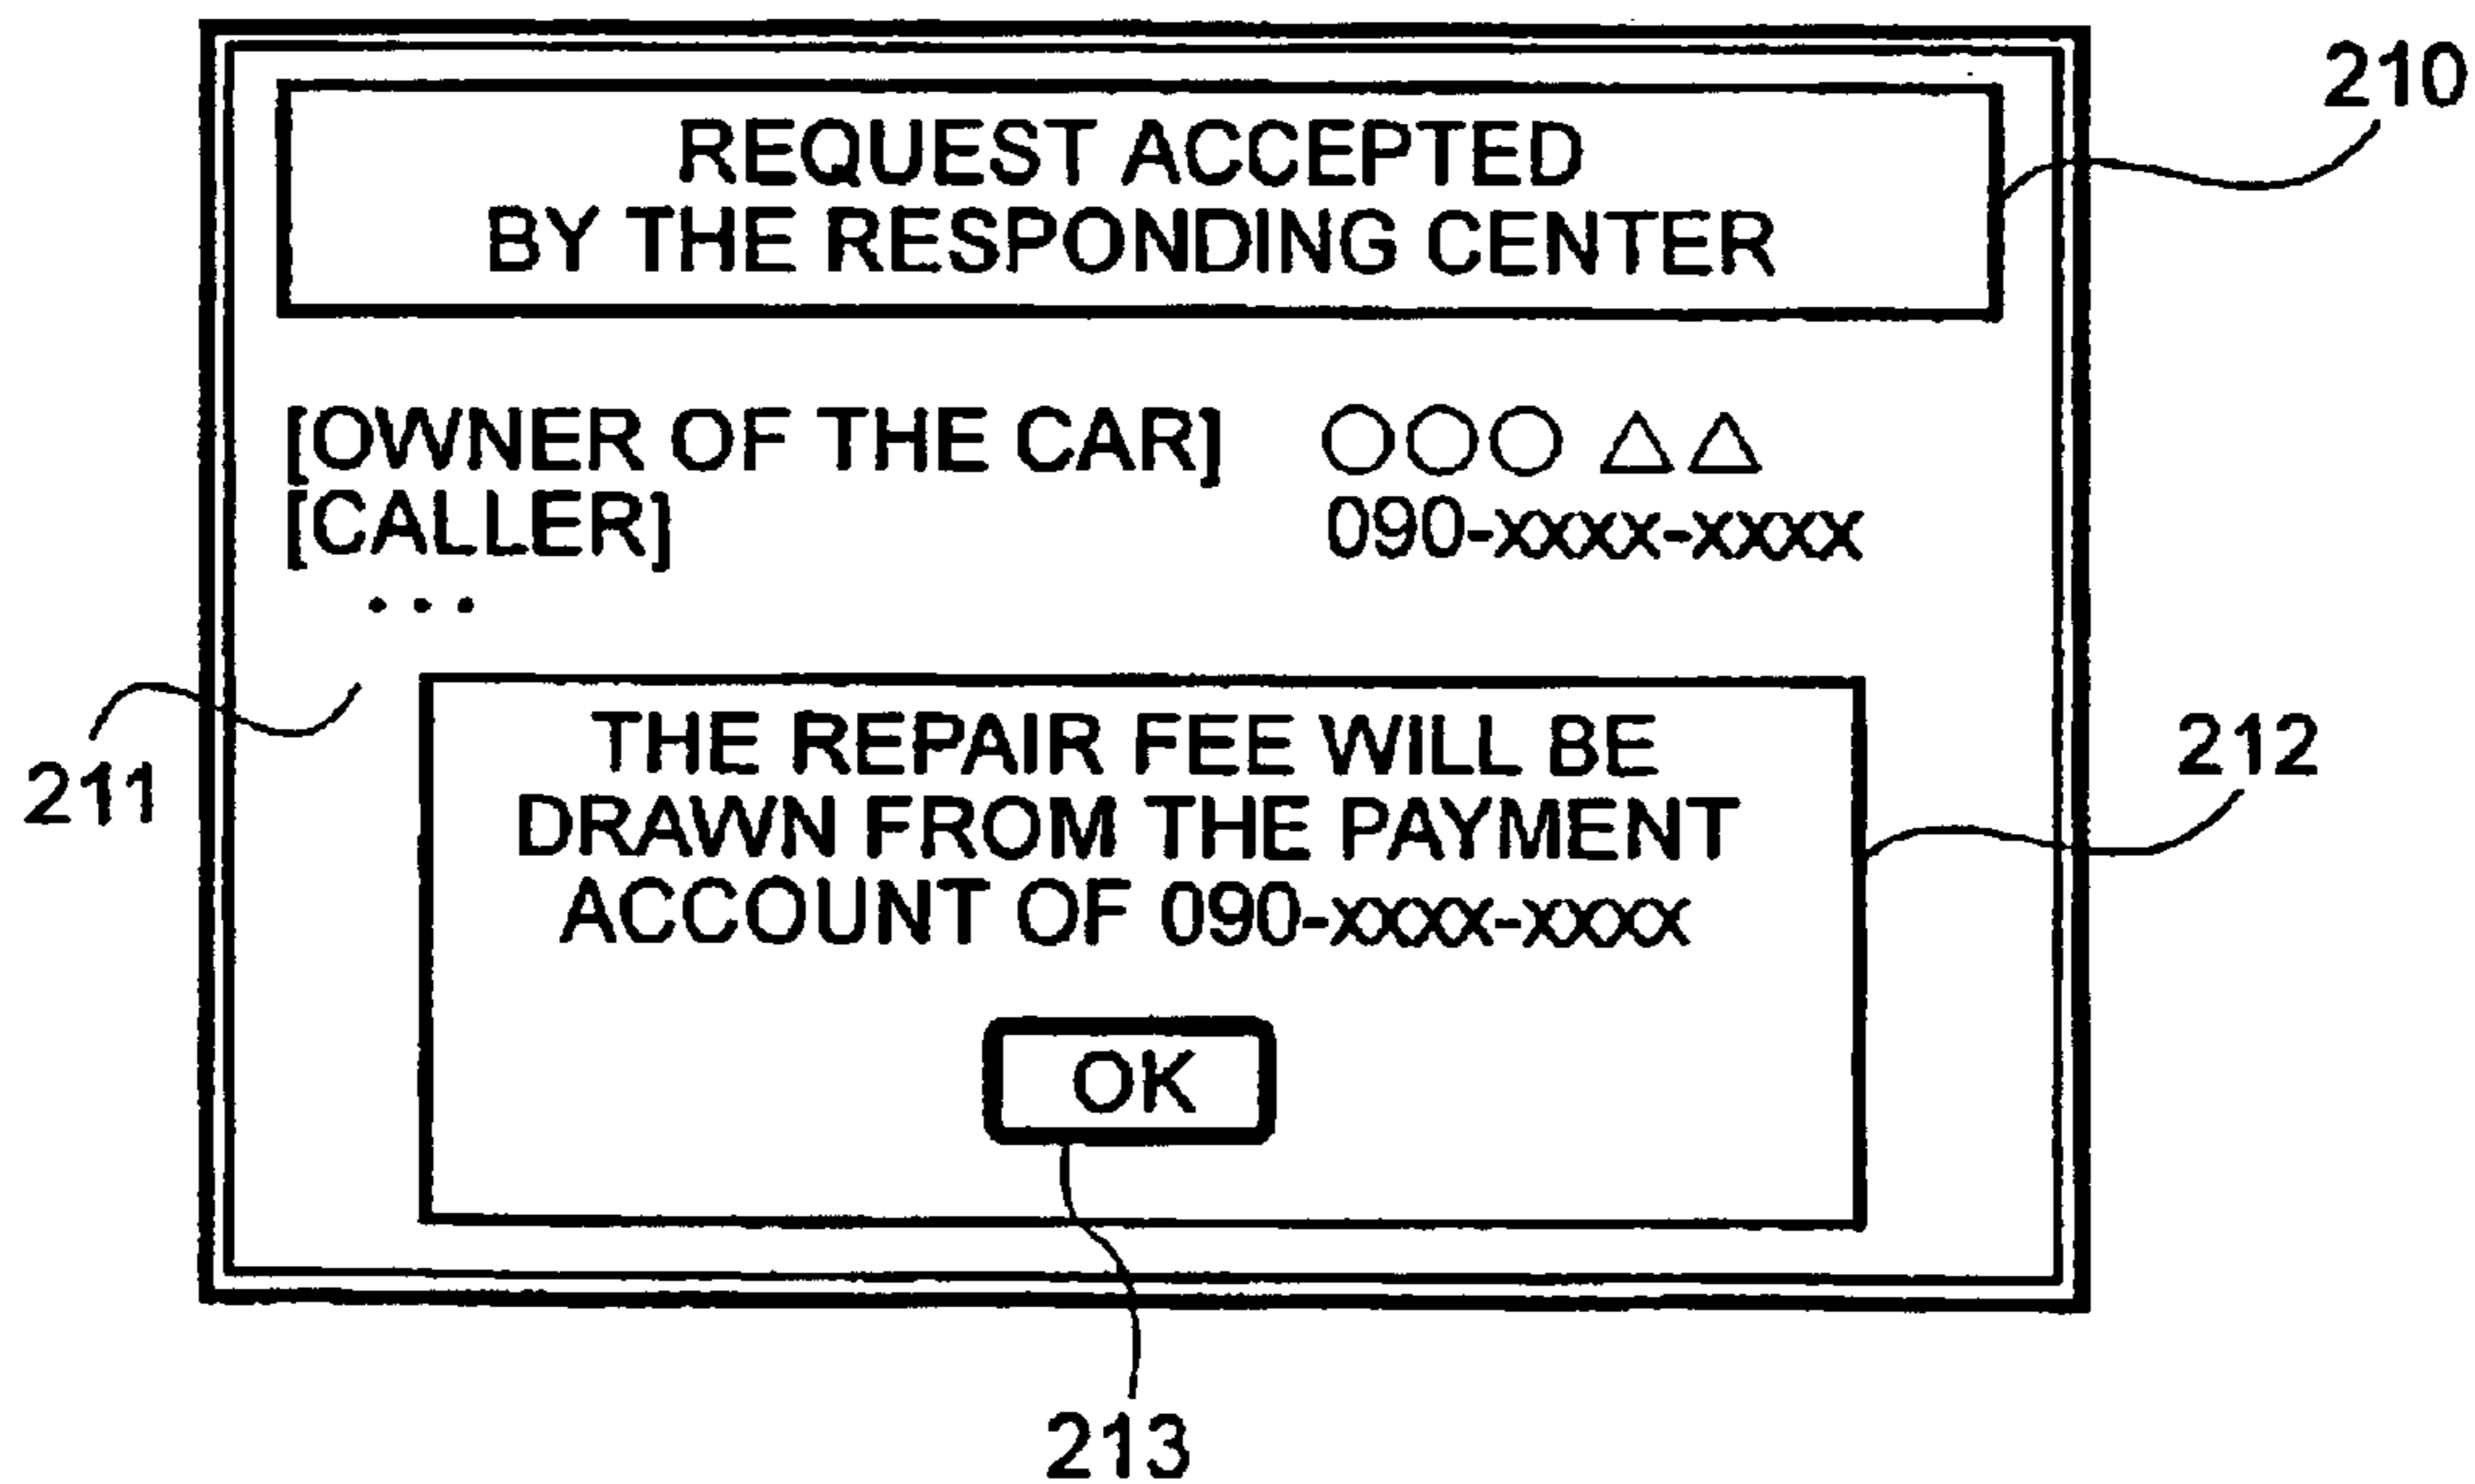 210
REQUEST ACCEPTED
BY THE RESPONDING CENTER
[OWNER OF THE CAR] ○○○ △△
[CALLER] 090-xxxx-xxxx
...
211
THE REPAIR FEE WILL BE
DRAWN FROM THE PAYMENT
ACCOUNT OF 090-xxxx-xxxx
212
OK
213